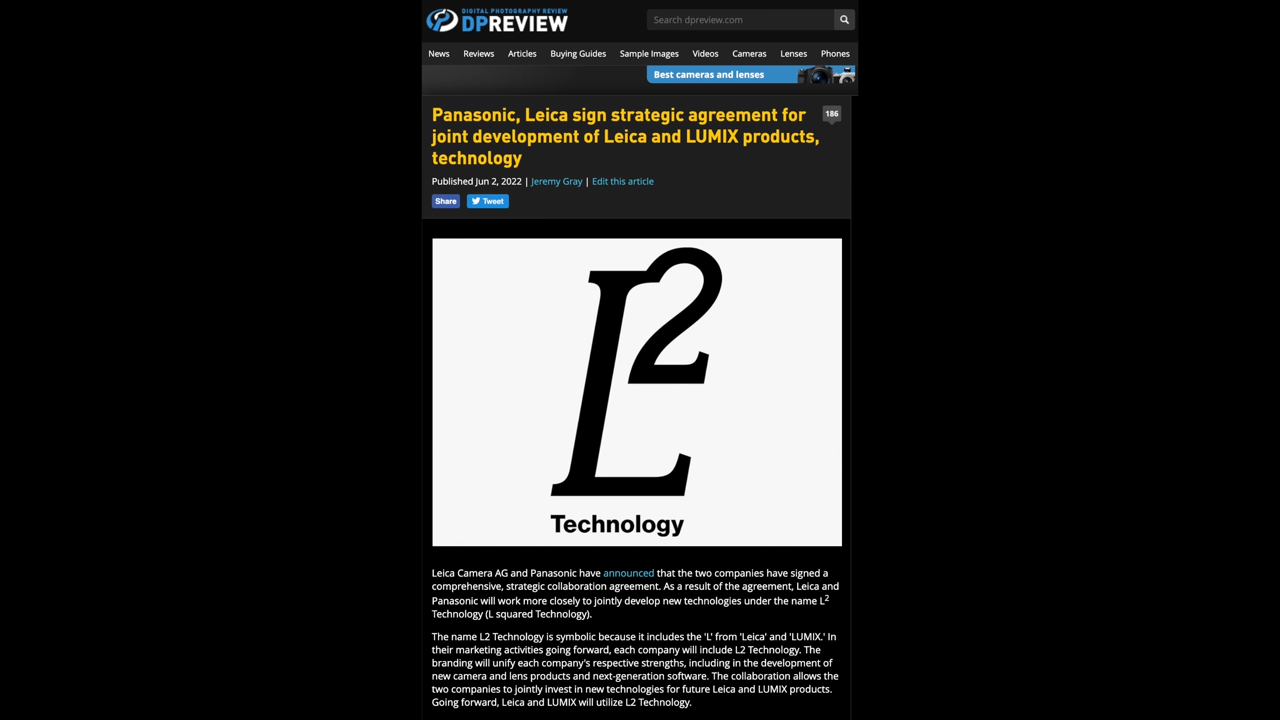 DIGITAL PHOTOGRAPHY REVIEW
DPREVIEW
Search dpreview.com
News Reviews Articles Buying Guides Sample Images Videos Cameras Lenses Phones
Best cameras and lenses
Panasonic, Leica sign strategic agreement for
joint development of Leica and LUMIX products,
technology
186
Published Jun 2, 2022 | Jeremy Gray | Edit this article
Share Tweet
L²
Technology
Leica Camera AG and Panasonic have announced that the two companies have signed a
comprehensive, strategic collaboration agreement. As a result of the agreement, Leica and
Panasonic will work more closely to jointly develop new technologies under the name L²
Technology (L squared Technology).
The name L2 Technology is symbolic because it includes the 'L' from 'Leica' and 'LUMIX.' In
their marketing activities going forward, each company will include L2 Technology. The
branding will unify each company's respective strengths, including in the development of
new camera and lens products and next-generation software. The collaboration allows the
two companies to jointly invest in new technologies for future Leica and LUMIX products.
Going forward, Leica and LUMIX will utilize L2 Technology.